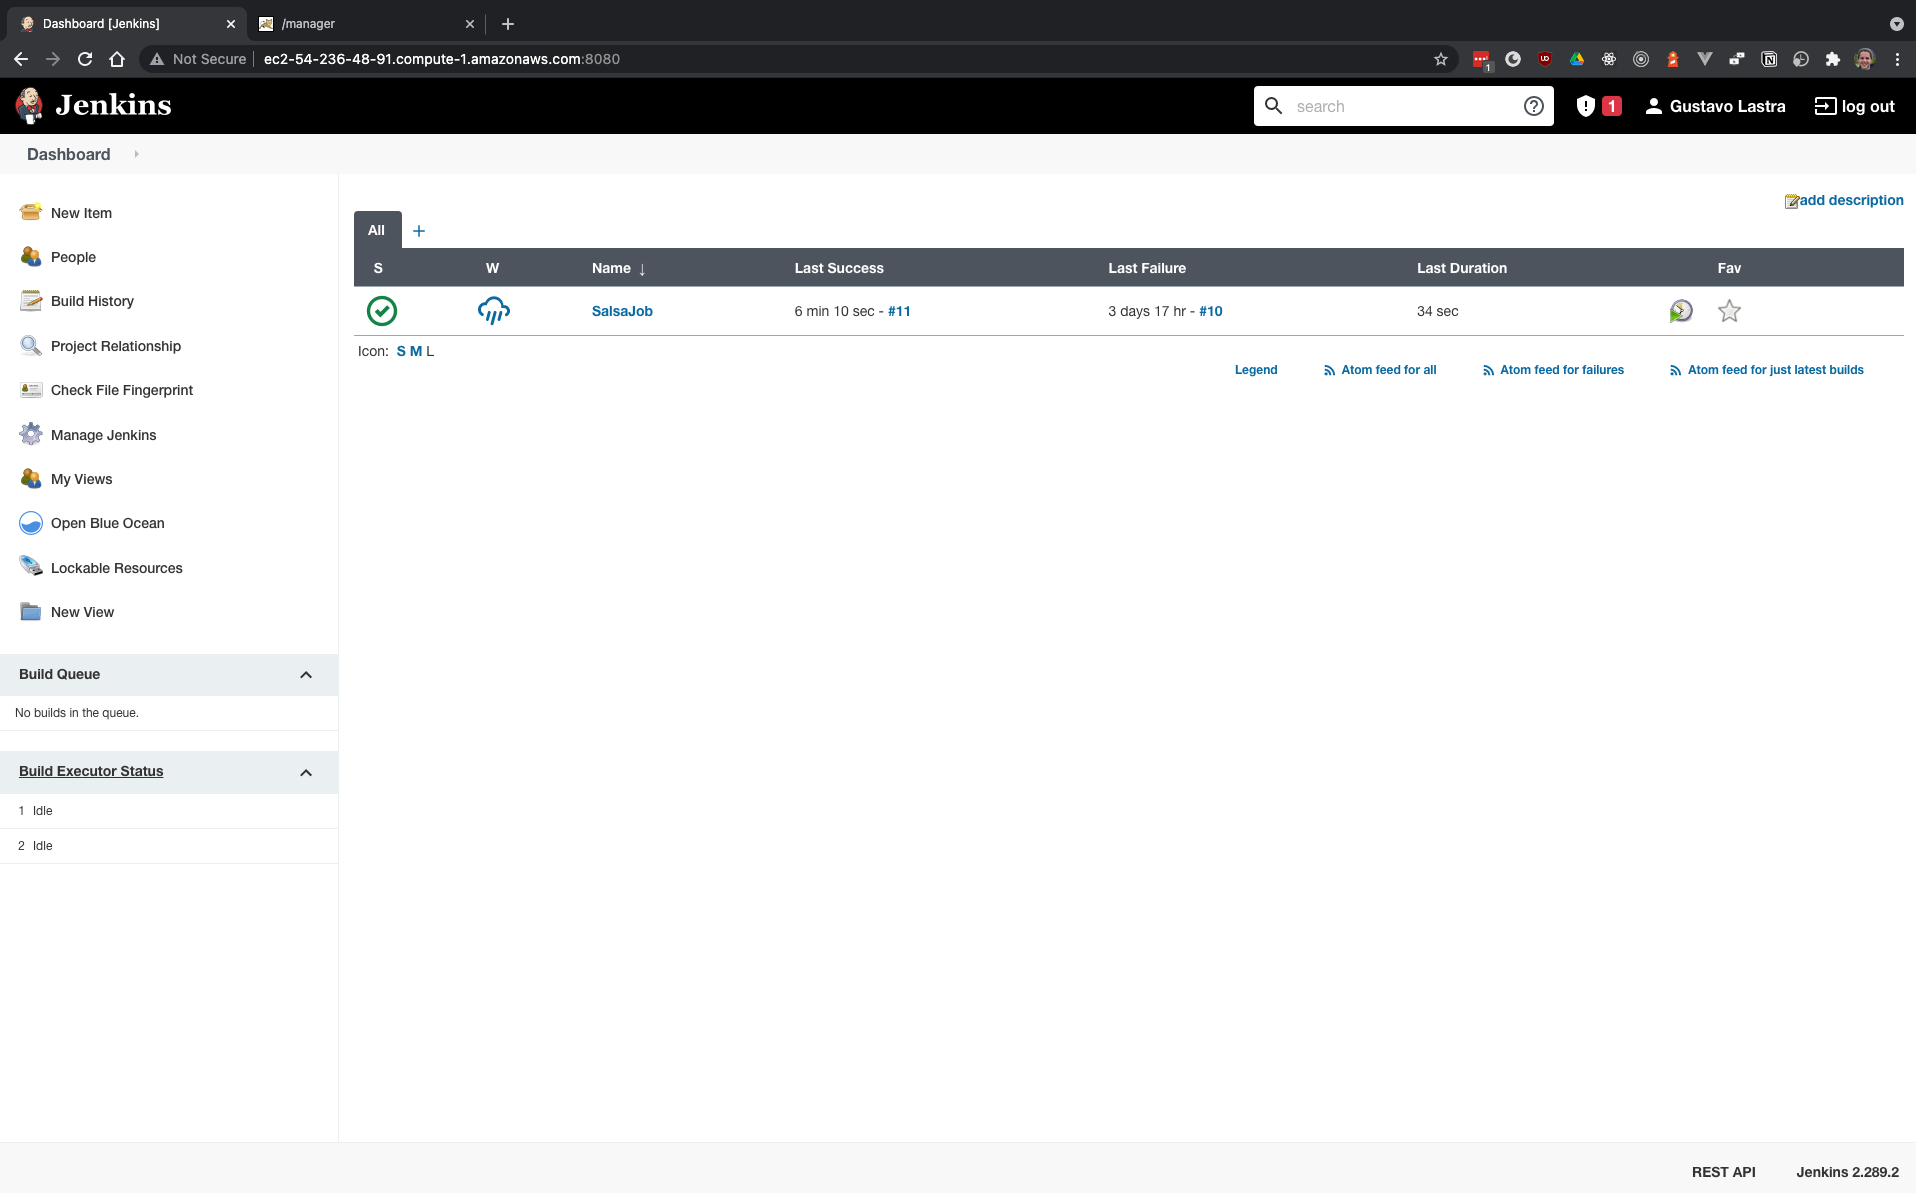 Dashboard [Jenkins]
/manager
Not Secure
ec2-54-236-48-91.compute-1.amazonaws.com:8080
1
Jenkins
search
1
Gustavo Lastra
log out
Dashboard
New Item
People
Build History
Project Relationship
Check File Fingerprint
Manage Jenkins
My Views
Open Blue Ocean
Lockable Resources
New View
Build Queue
No builds in the queue.
Build Executor Status
1 Idle
2 Idle
add description
All +
S W Name ↓ Last Success Last Failure Last Duration Fav
SalsaJob 6 min 10 sec - #11 3 days 17 hr - #10 34 sec
Icon: S M L
Legend Atom feed for all Atom feed for failures Atom feed for just latest builds
REST API Jenkins 2.289.2